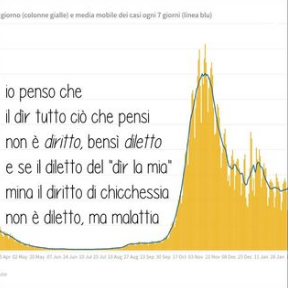 giorno (colonne gialle) e media mobile dei casi ogni 7 giorni (linea blu)
io penso che
il dir tutto ciò che pensi
non è diritto, bensì diletto
e se il diletto del "dir la mia"
mina il diritto di chicchessia
non è diletto, ma malattia